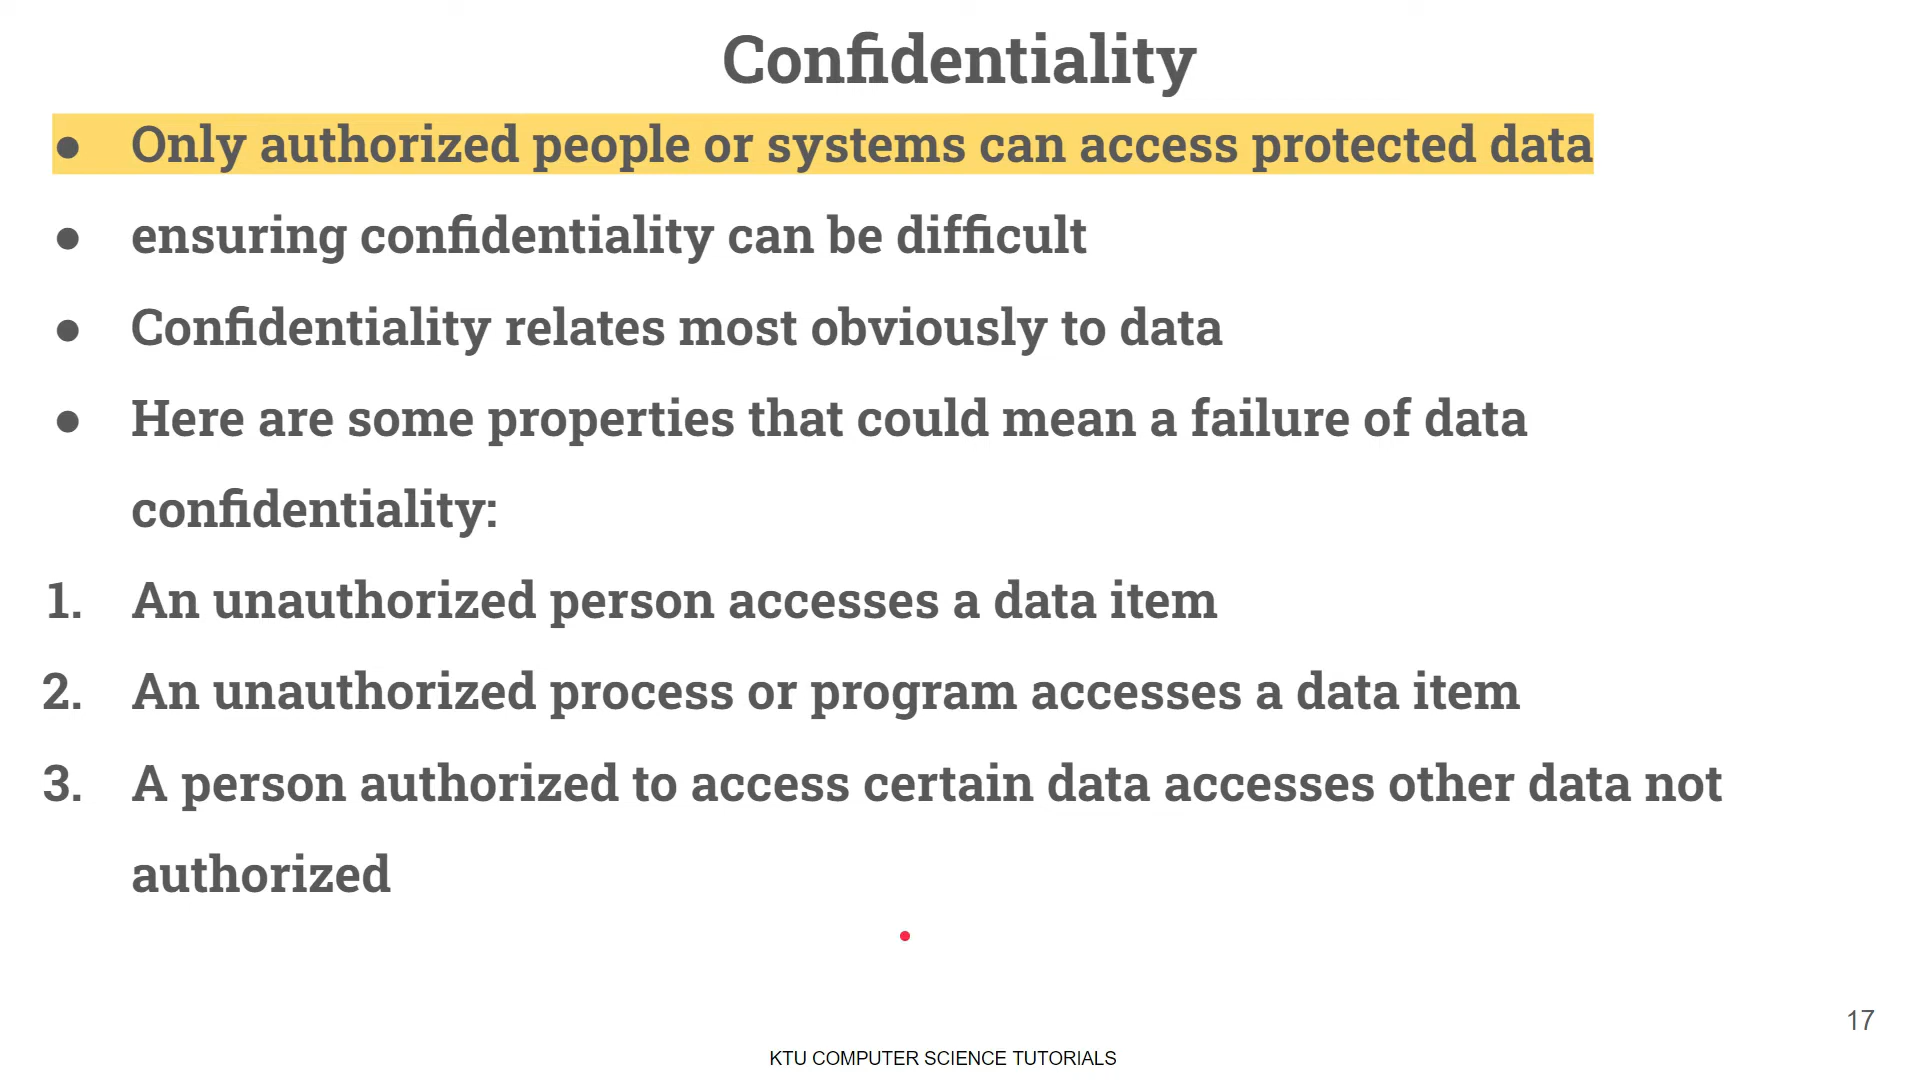 Confidentiality
● Only authorized people or systems can access protected data
● ensuring confidentiality can be difficult
● Confidentiality relates most obviously to data
● Here are some properties that could mean a failure of data
confidentiality:
1. An unauthorized person accesses a data item
2. An unauthorized process or program accesses a data item
3. A person authorized to access certain data accesses other data not
authorized
17
KTU COMPUTER SCIENCE TUTORIALS